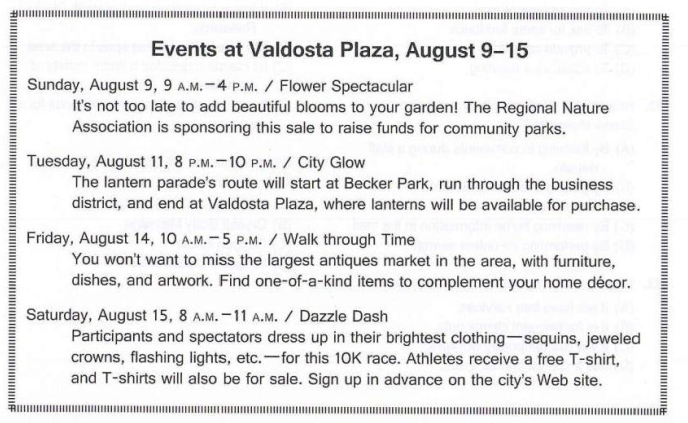 Events at Valdosta Plaza, August 9–15
Sunday, August 9, 9 A.M.–4 P.M. / Flower Spectacular
It's not too late to add beautiful blooms to your garden! The Regional Nature
Association is sponsoring this sale to raise funds for community parks.
Tuesday, August 11, 8 P.M.–10 P.M. / City Glow
The lantern parade's route will start at Becker Park, run through the business
district, and end at Valdosta Plaza, where lanterns will be available for purchase.
Friday, August 14, 10 A.M.–5 P.M. / Walk through Time
You won't want to miss the largest antiques market in the area, with furniture,
dishes, and artwork. Find one-of-a-kind items to complement your home décor.
Saturday, August 15, 8 A.M.–11 A.M. / Dazzle Dash
Participants and spectators dress up in their brightest clothing—sequins, jeweled
crowns, flashing lights, etc.—for this 10K race. Athletes receive a free T-shirt,
and T-shirts will also be for sale. Sign up in advance on the city's Web site.